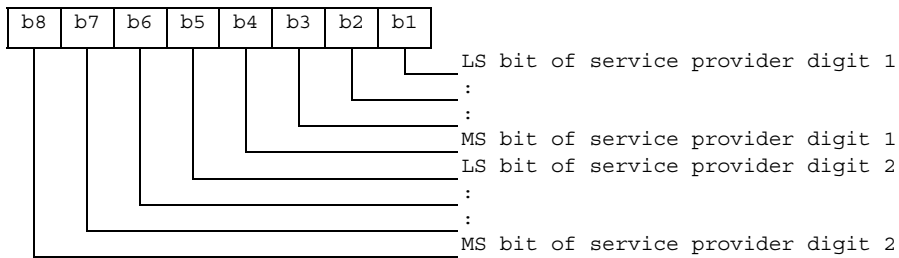 b8 b7 b6 b5 b4 b3 b2 b1
LS bit of service provider digit 1
:
:
MS bit of service provider digit 1
LS bit of service provider digit 2
:
:
MS bit of service provider digit 2